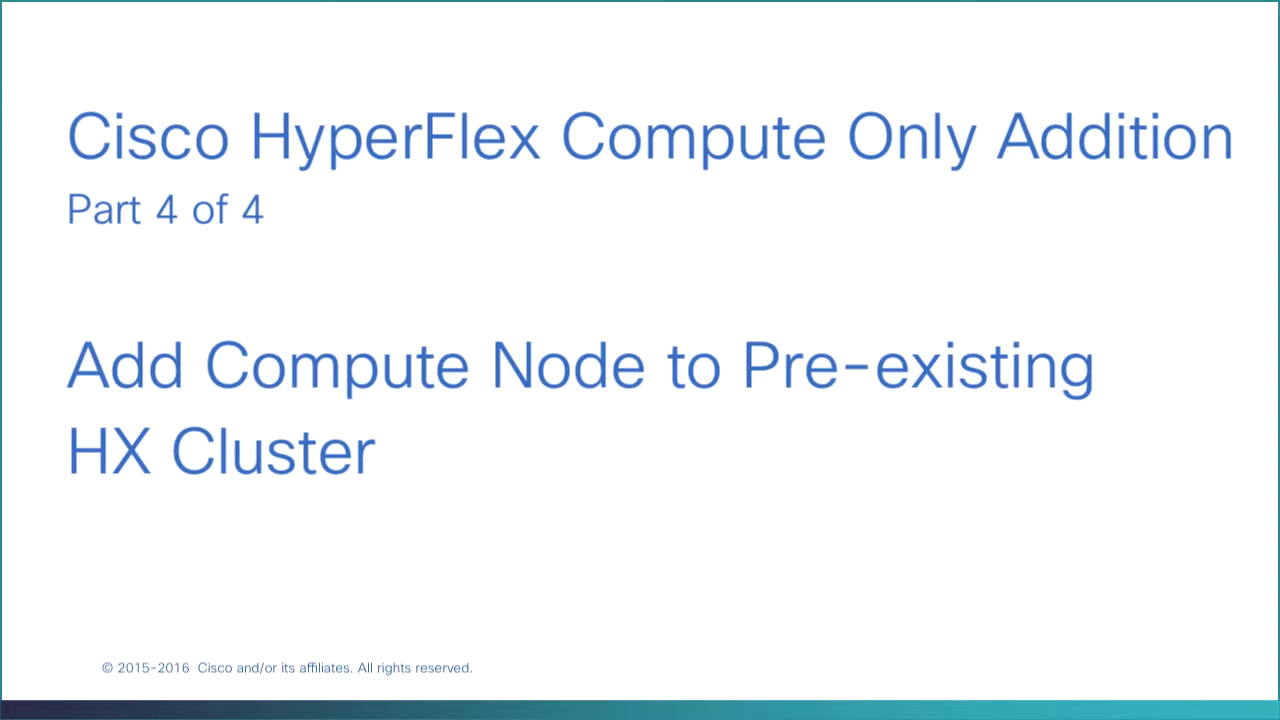 Cisco HyperFlex Compute Only Addition
Part 4 of 4
Add Compute Node to Pre-existing
HX Cluster
© 2015-2016 Cisco and/or its affiliates. All rights reserved.